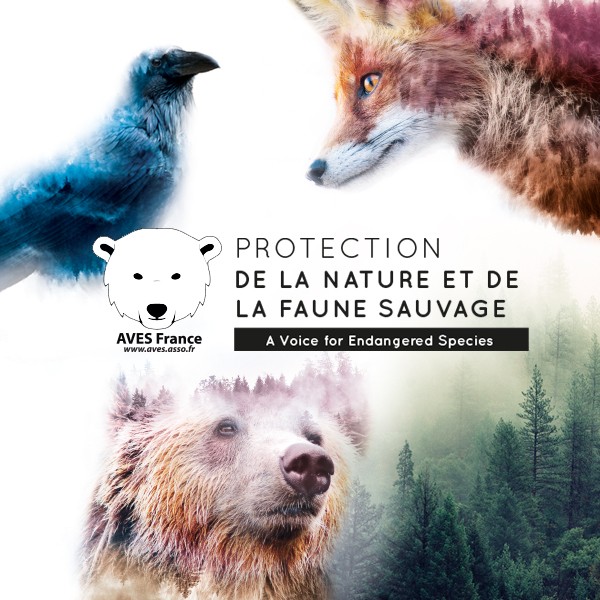 PROTECTION
DE LA NATURE ET DE
LA FAUNE SAUVAGE
A Voice for Endangered Species
AVES France
www.aves.asso.fr